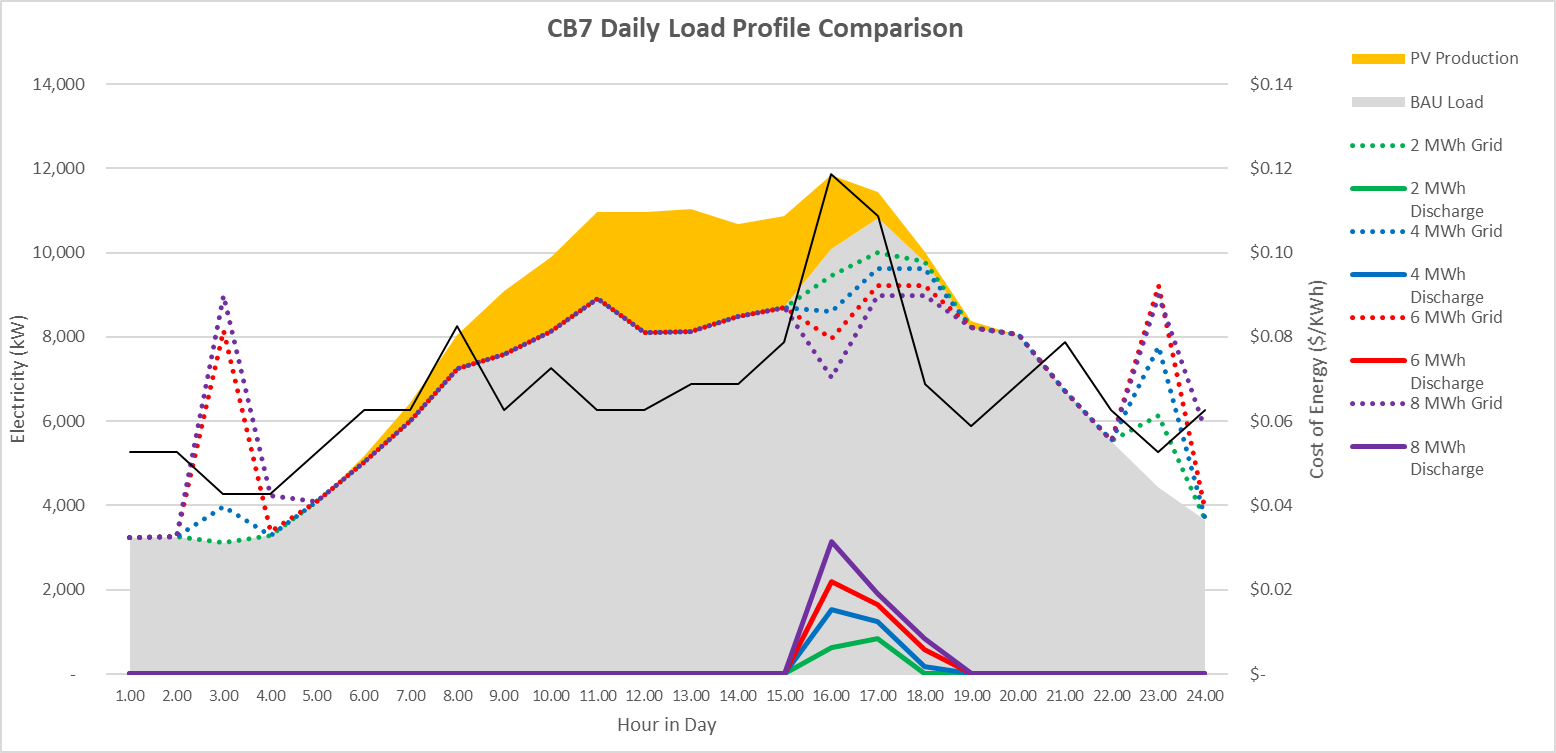 CB7 Daily Load Profile Comparison
14,000
12,000
10,000
8,000
6,000
4,000
2,000
-
Electricity (kW)
1.00 2.00 3.00 4.00 5.00 6.00 7.00 8.00 9.00 10.00 11.00 12.00 13.00 14.00 15.00 16.00 17.00 18.00 19.00 20.00 21.00 22.00 23.00 24.00
Hour in Day
$0.14
$0.12
$0.10
$0.08
$0.06
$0.04
$0.02
$-
Cost of Energy ($/KWh)
PV Production
BAU Load
2 MWh Grid
2 MWh
Discharge
4 MWh Grid
4 MWh
Discharge
6 MWh Grid
6 MWh
Discharge
8 MWh Grid
8 MWh
Discharge